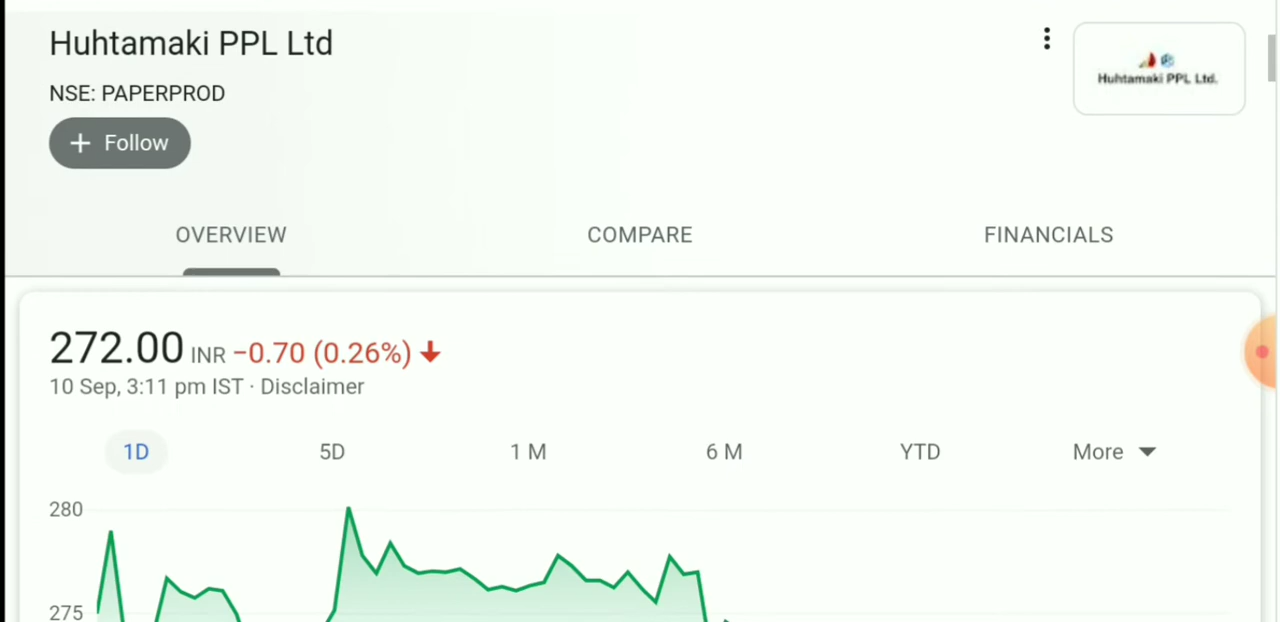 Huhtamaki PPL Ltd
Huhtamaki PPL Ltd.
NSE: PAPERPROD
+ Follow
OVERVIEW COMPARE FINANCIALS
272.00 INR −0.70 (0.26%)
10 Sep, 3:11 pm IST · Disclaimer
1D 5D 1 M 6 M YTD More
280
275